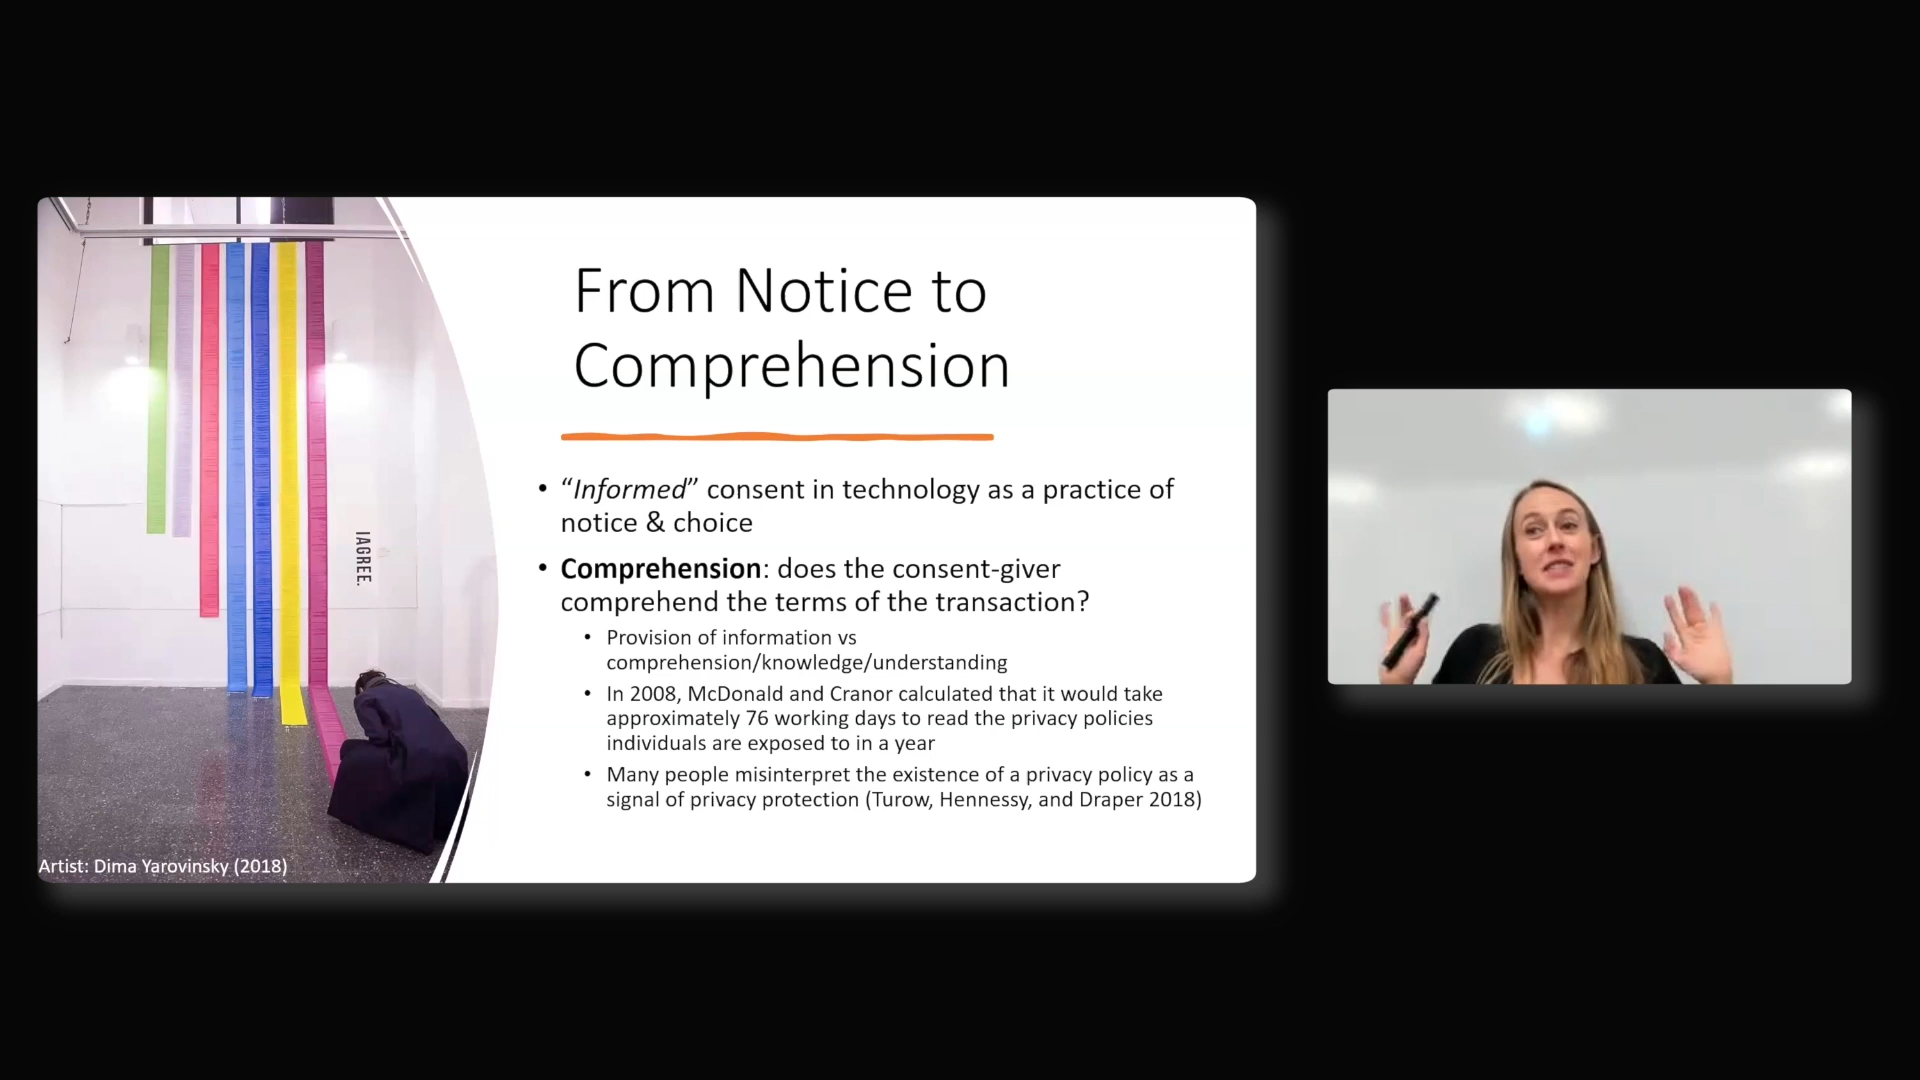 From Notice to
Comprehension
• “Informed” consent in technology as a practice of
notice & choice
• Comprehension: does the consent-giver
comprehend the terms of the transaction?
• Provision of information vs
comprehension/knowledge/understanding
• In 2008, McDonald and Cranor calculated that it would take
approximately 76 working days to read the privacy policies
individuals are exposed to in a year
• Many people misinterpret the existence of a privacy policy as a
signal of privacy protection (Turow, Hennessy, and Draper 2018)
IAGREE.
Artist: Dima Yarovinsky (2018)